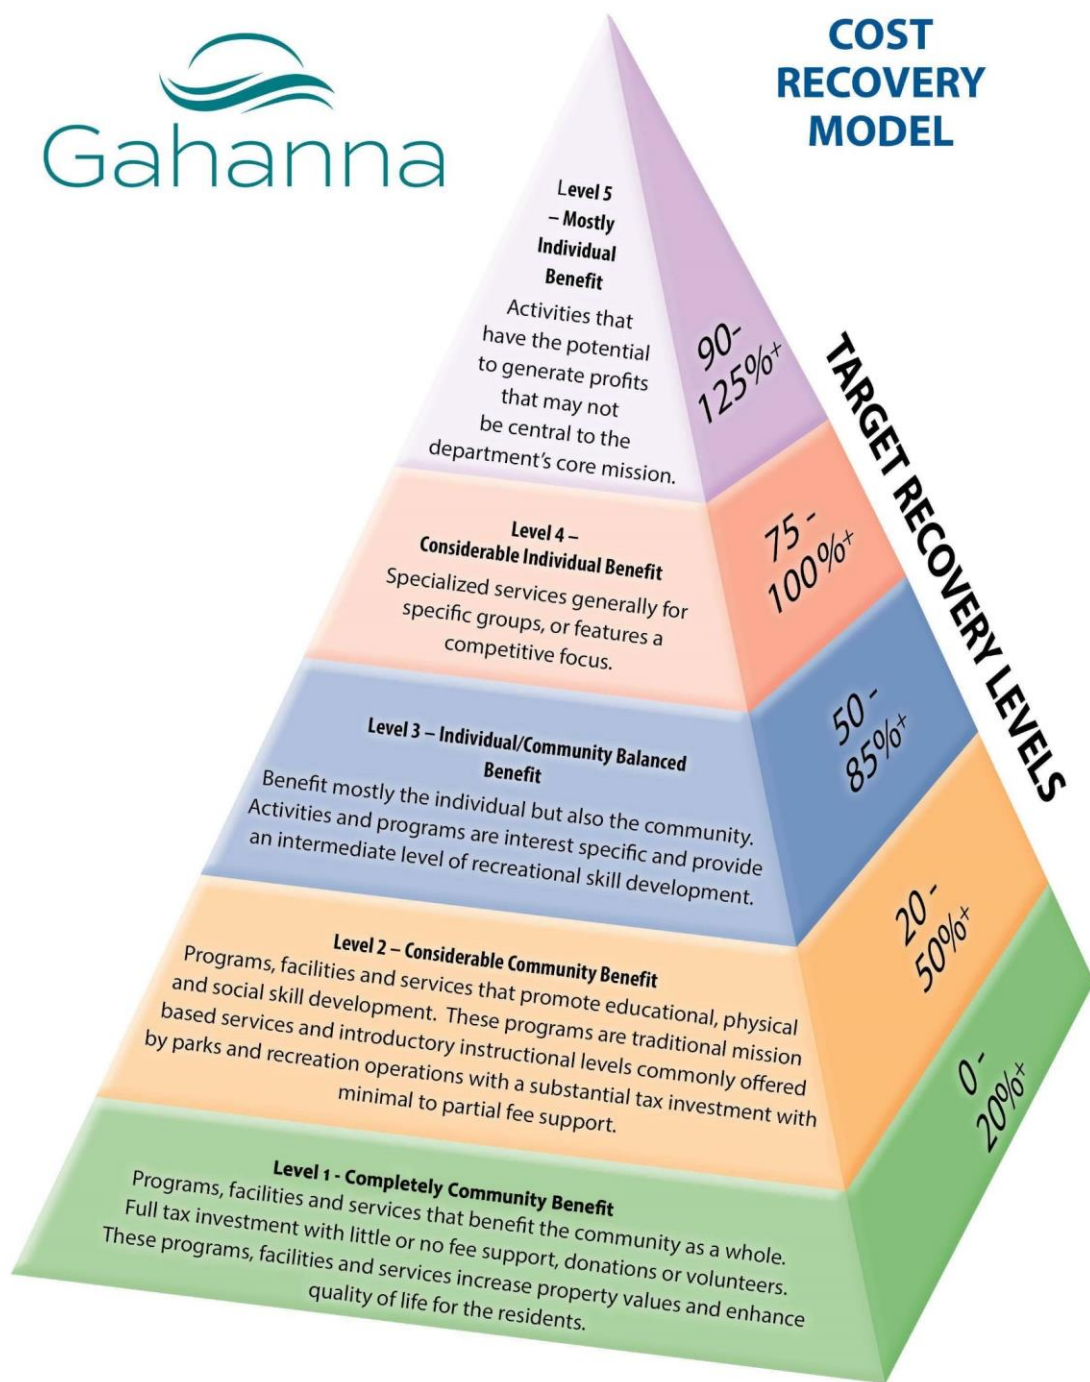 Gahanna
COST
RECOVERY
MODEL
Level 5
– Mostly
Individual
Benefit
Activities that
have the potential
to generate profits
that may not
be central to the
department's core mission.
90-
125%+
Level 4 –
Considerable Individual Benefit
Specialized services generally for
specific groups, or features a
competitive focus.
75 -
100%+
Level 3 – Individual/Community Balanced
Benefit
Benefit mostly the individual but also the community.
Activities and programs are interest specific and provide
an intermediate level of recreational skill development.
50 -
85%+
Level 2 – Considerable Community Benefit
Programs, facilities and services that promote educational, physical
and social skill development. These programs are traditional mission
based services and introductory instructional levels commonly offered
by parks and recreation operations with a substantial tax investment with
minimal to partial fee support.
20 -
50%+
Level 1 - Completely Community Benefit
Programs, facilities and services that benefit the community as a whole.
Full tax investment with little or no fee support, donations or volunteers.
These programs, facilities and services increase property values and enhance
quality of life for the residents.
0 -
20%+
TARGET RECOVERY LEVELS